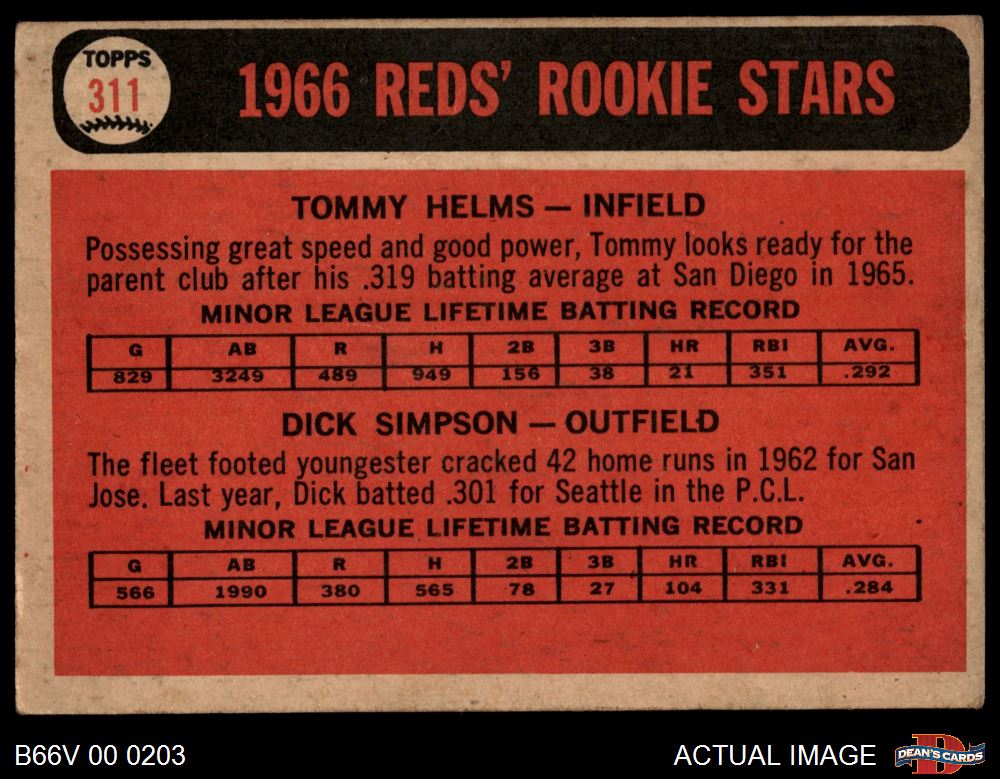 TOPPS
311
1966 REDS' ROOKIE STARS
TOMMY HELMS — INFIELD
Possessing great speed and good power, Tommy looks ready for the
parent club after his .319 batting average at San Diego in 1965.
MINOR LEAGUE LIFETIME BATTING RECORD
G AB R H 2B 3B HR RBI AVG.
829 3249 489 949 156 38 21 351 .292
DICK SIMPSON — OUTFIELD
The fleet footed youngester cracked 42 home runs in 1962 for San
Jose. Last year, Dick batted .301 for Seattle in the P.C.L.
MINOR LEAGUE LIFETIME BATTING RECORD
G AB R H 2B 3B HR RBI AVG.
566 1990 380 565 78 27 104 331 .284
B66V 00 0203
ACTUAL IMAGE
DEAN'S CARDS